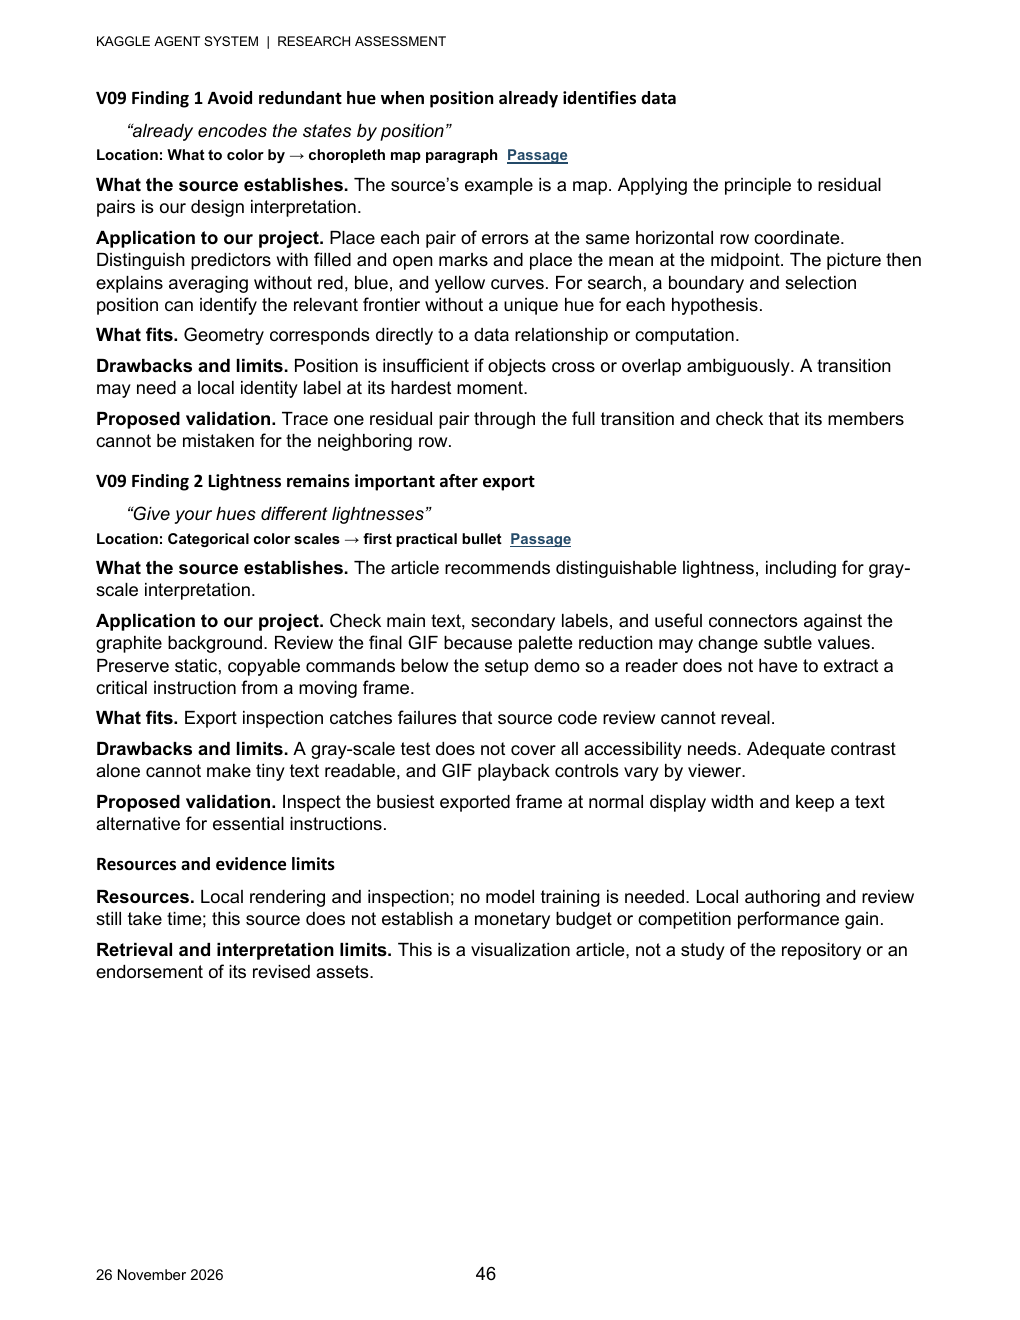 KAGGLE AGENT SYSTEM | RESEARCH ASSESSMENT
V09 Finding 1 Avoid redundant hue when position already identifies data
“already encodes the states by position”
Location: What to color by → choropleth map paragraph Passage
What the source establishes. The source’s example is a map. Applying the principle to residual
pairs is our design interpretation.
Application to our project. Place each pair of errors at the same horizontal row coordinate.
Distinguish predictors with filled and open marks and place the mean at the midpoint. The picture then
explains averaging without red, blue, and yellow curves. For search, a boundary and selection
position can identify the relevant frontier without a unique hue for each hypothesis.
What fits. Geometry corresponds directly to a data relationship or computation.
Drawbacks and limits. Position is insufficient if objects cross or overlap ambiguously. A transition
may need a local identity label at its hardest moment.
Proposed validation. Trace one residual pair through the full transition and check that its members
cannot be mistaken for the neighboring row.
V09 Finding 2 Lightness remains important after export
“Give your hues different lightnesses”
Location: Categorical color scales → first practical bullet Passage
What the source establishes. The article recommends distinguishable lightness, including for gray-
scale interpretation.
Application to our project. Check main text, secondary labels, and useful connectors against the
graphite background. Review the final GIF because palette reduction may change subtle values.
Preserve static, copyable commands below the setup demo so a reader does not have to extract a
critical instruction from a moving frame.
What fits. Export inspection catches failures that source code review cannot reveal.
Drawbacks and limits. A gray-scale test does not cover all accessibility needs. Adequate contrast
alone cannot make tiny text readable, and GIF playback controls vary by viewer.
Proposed validation. Inspect the busiest exported frame at normal display width and keep a text
alternative for essential instructions.
Resources and evidence limits
Resources. Local rendering and inspection; no model training is needed. Local authoring and review
still take time; this source does not establish a monetary budget or competition performance gain.
Retrieval and interpretation limits. This is a visualization article, not a study of the repository or an
endorsement of its revised assets.
26 November 2026 46